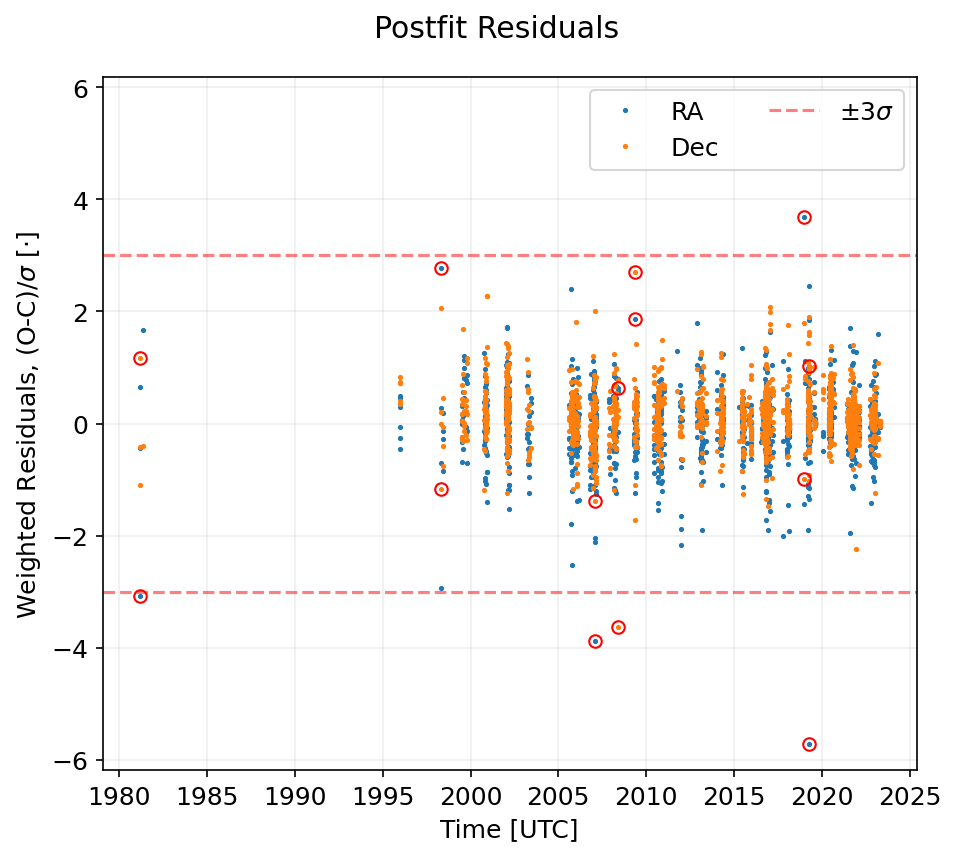 Postfit Residuals
Weighted Residuals, (O-C)/σ [·]
6
4
2
0
−2
−4
−6
RA
Dec
±3σ
1980 1985 1990 1995 2000 2005 2010 2015 2020 2025
Time [UTC]